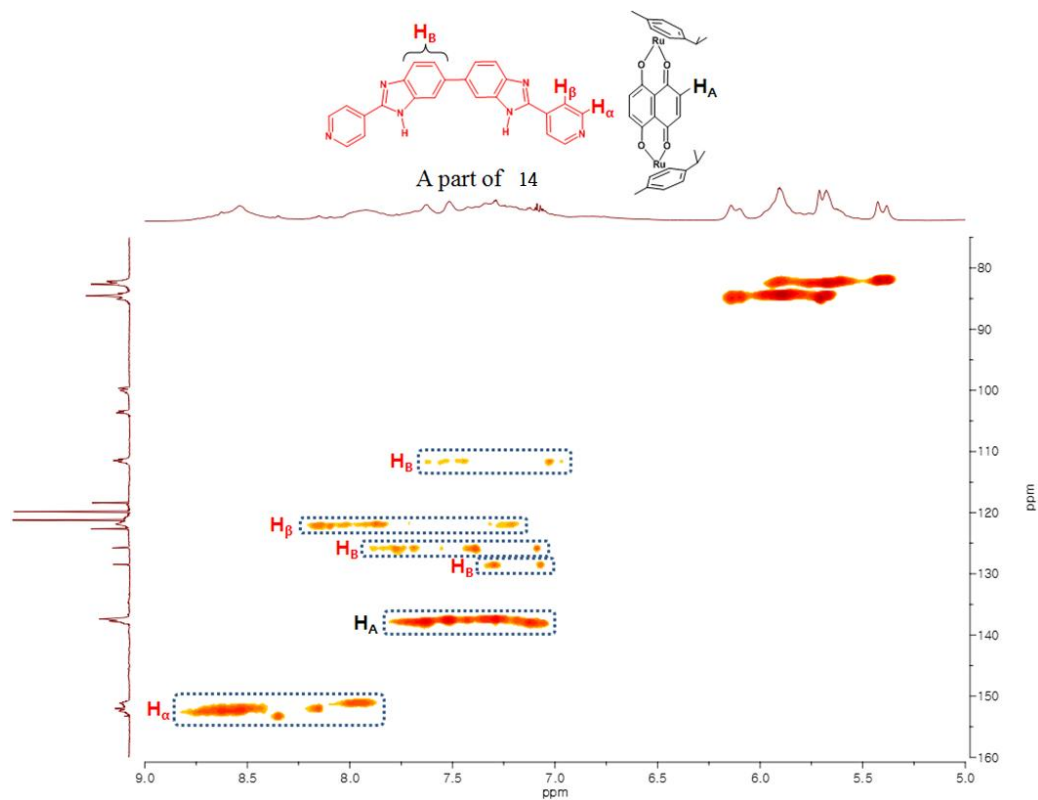 H_B
Ru
O O
H_A
N N
H_β
H_α
N N
N H
N H
N
O O
Ru
A part of 14
80
90
100
H_B 110
H_β 120
H_B
H_B 130
H_A 140
H_α 150
160
ppm
9.0 8.5 8.0 7.5 7.0 6.5 6.0 5.5 5.0
ppm